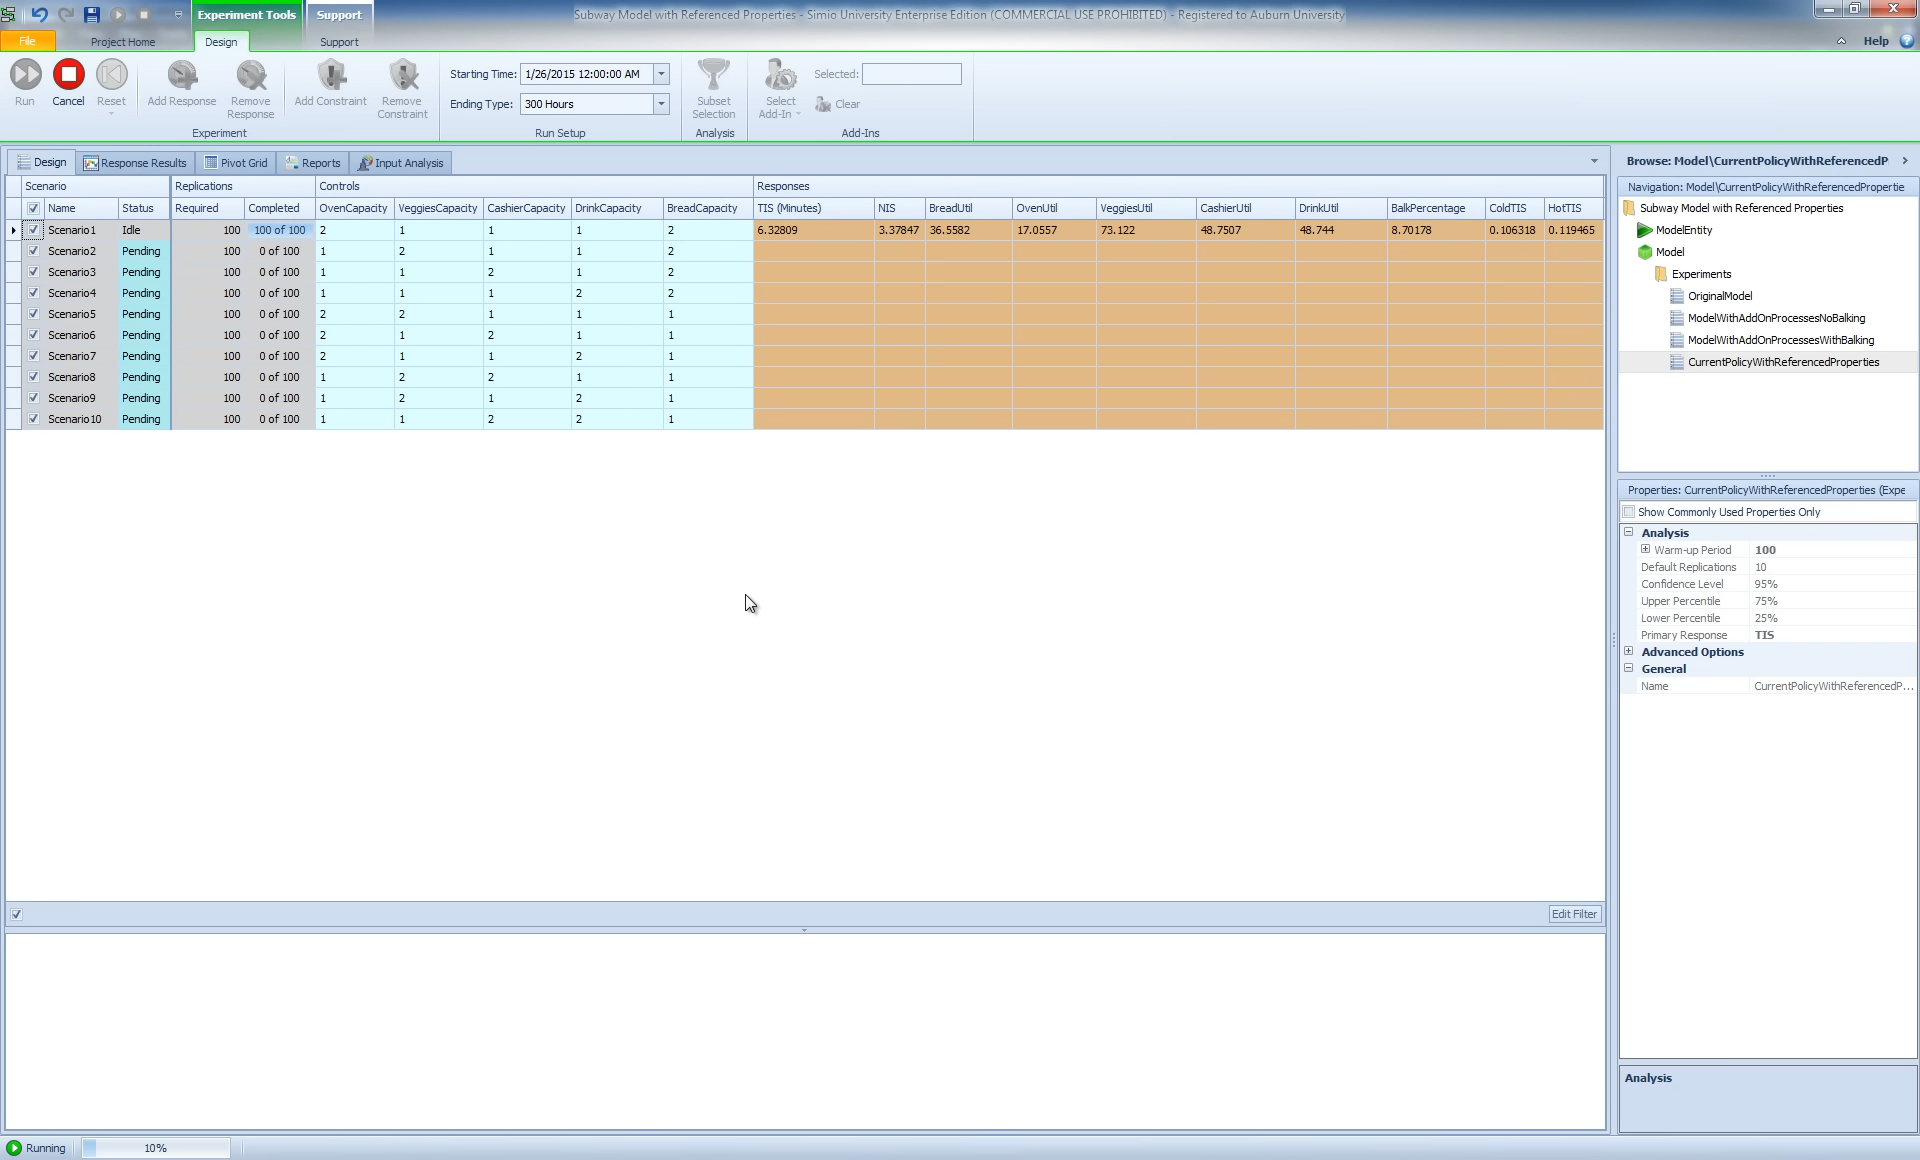 Experiment Tools Support Subway Model with Referenced Properties - Simio University Enterprise Edition (COMMERCIAL USE PROHIBITED) - Registered to Auburn University
File Project Home Design Support Help
Run Cancel Reset Add Response Remove Response Add Constraint Remove Constraint
Starting Time: 1/26/2015 12:00:00 AM
Ending Type: 300 Hours
Subset Selection Select Add-In Selected:
Clear
Experiment Run Setup Analysis Add-Ins
Design Response Results Pivot Grid Reports Input Analysis
Scenario Replications Controls Responses
Name Status Required Completed OvenCapacity VeggiesCapacity CashierCapacity DrinkCapacity BreadCapacity TIS (Minutes) NIS BreadUtil OvenUtil VeggiesUtil CashierUtil DrinkUtil BalkPercentage ColdTIS HotTIS
Scenario1 Idle 100 100 of 100 2 1 1 1 2 6.32809 3.37847 36.5582 17.0557 73.122 48.7507 48.744 8.70178 0.106318 0.119465
Scenario2 Pending 100 0 of 100 1 2 1 1 2
Scenario3 Pending 100 0 of 100 1 1 2 1 2
Scenario4 Pending 100 0 of 100 1 1 1 2 2
Scenario5 Pending 100 0 of 100 2 2 1 1 1
Scenario6 Pending 100 0 of 100 2 1 2 1 1
Scenario7 Pending 100 0 of 100 2 1 1 2 1
Scenario8 Pending 100 0 of 100 1 2 2 1 1
Scenario9 Pending 100 0 of 100 1 2 1 2 1
Scenario10 Pending 100 0 of 100 1 1 2 2 1
Edit Filter
Browse: Model\CurrentPolicyWithReferencedP
Navigation: Model\CurrentPolicyWithReferencedPropertie
Subway Model with Referenced Properties
ModelEntity
Model
Experiments
OriginalModel
ModelWithAddOnProcessesNoBalking
ModelWithAddOnProcessesWithBalking
CurrentPolicyWithReferencedProperties
Properties: CurrentPolicyWithReferencedProperties (Expe
Show Commonly Used Properties Only
Analysis
Warm-up Period 100
Default Replications 10
Confidence Level 95%
Upper Percentile 75%
Lower Percentile 25%
Primary Response TIS
Advanced Options
General
Name CurrentPolicyWithReferencedP...
Analysis
Running 10%